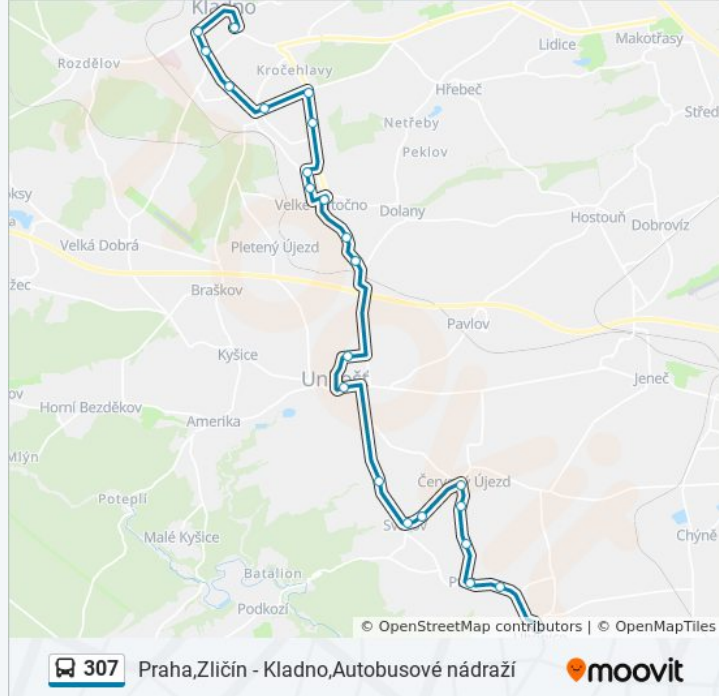 Kladno
Makotřasy
Lidice
Rozdělov
Kročehlavy
Hřebeč
Netřeby
Peklov
Dolany
Hostouň
Dobrovíz
Velká Dobrá
Pletený Újezd
Braškov
Pavlov
Kyšice
Jeneč
Horní Bezděkov
Amerika
Červený Újezd
Poteplí
Malé Kyšice
Chýně
Batalion
Podkozí
© OpenStreetMap contributors | © OpenMapTiles
307 Praha,Zličín - Kladno,Autobusové nádraží
moovit